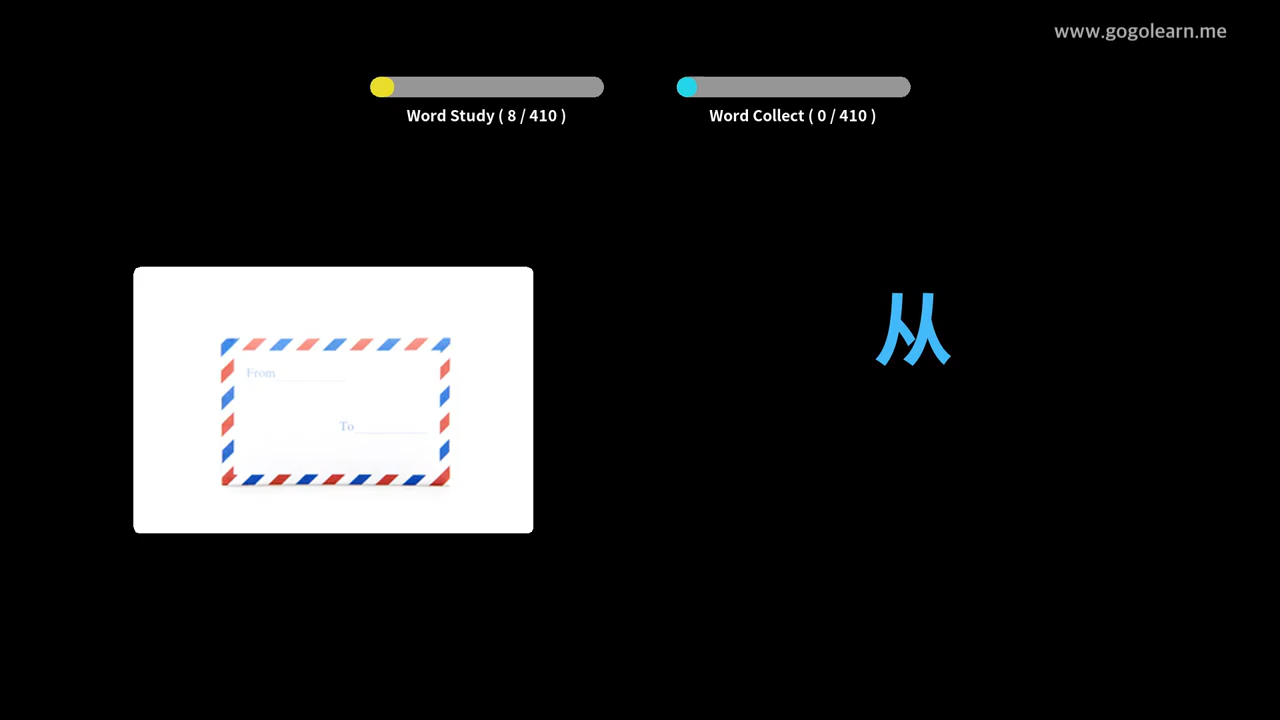 www.gogolearn.me
Word Study ( 8 / 410 )
Word Collect ( 0 / 410 )
From
To
从